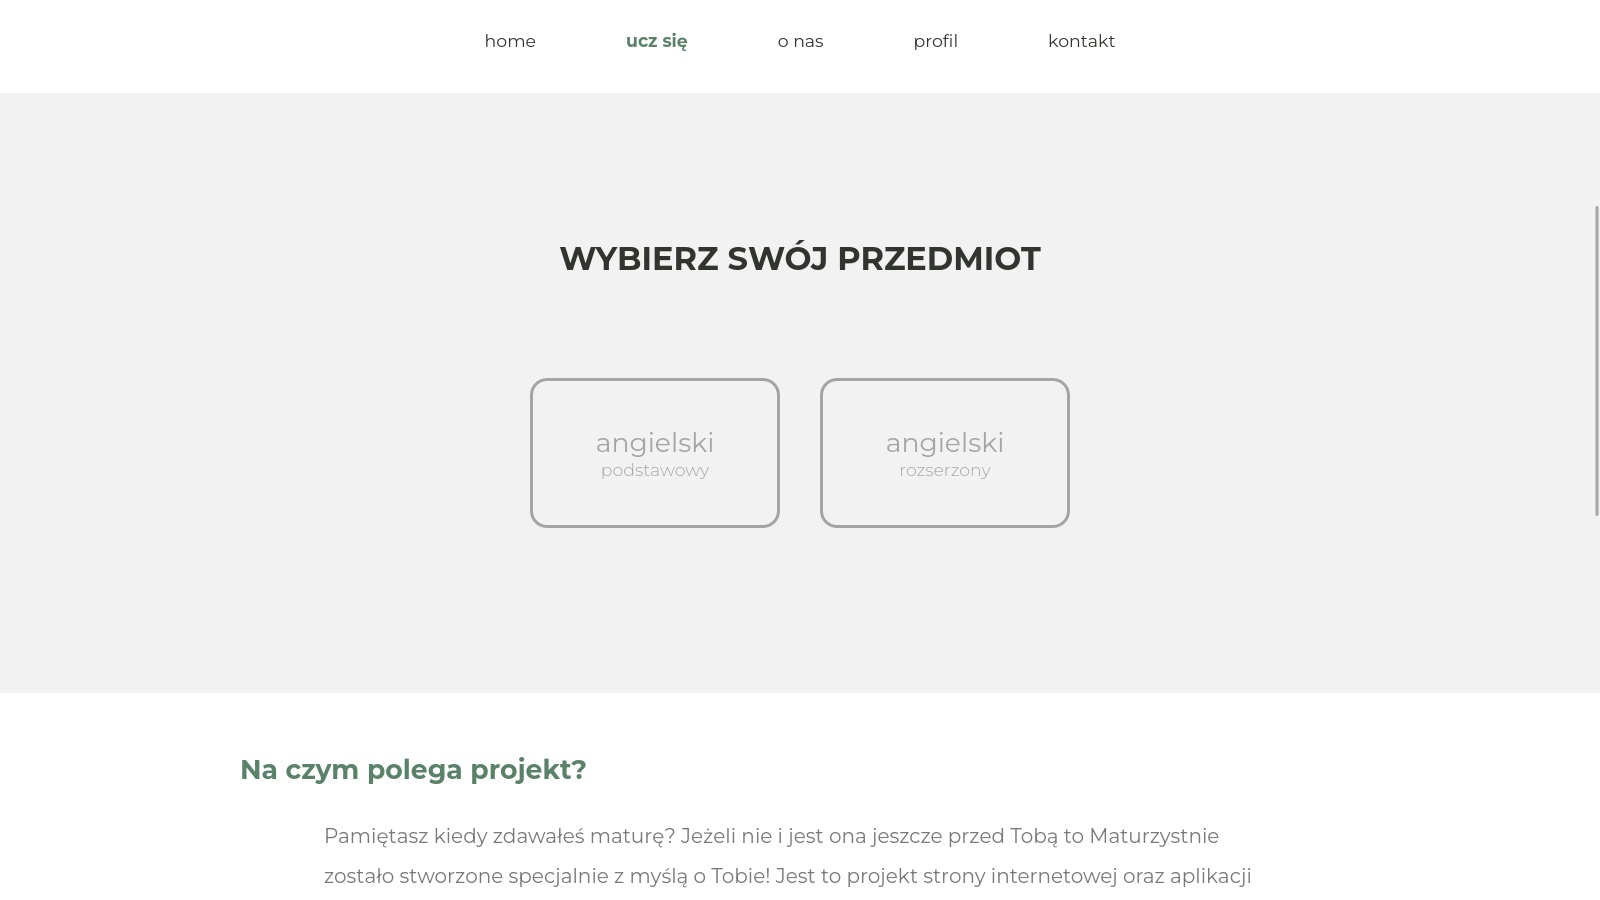 home
ucz się
o nas
profil
kontakt
WYBIERZ SWÓJ PRZEDMIOT
angielski
podstawowy
angielski
rozserzony
Na czym polega projekt?
Pamiętasz kiedy zdawałeś maturę? Jeżeli nie i jest ona jeszcze przed Tobą to Maturzystnie
zostało stworzone specjalnie z myślą o Tobie! Jest to projekt strony internetowej oraz aplikacji